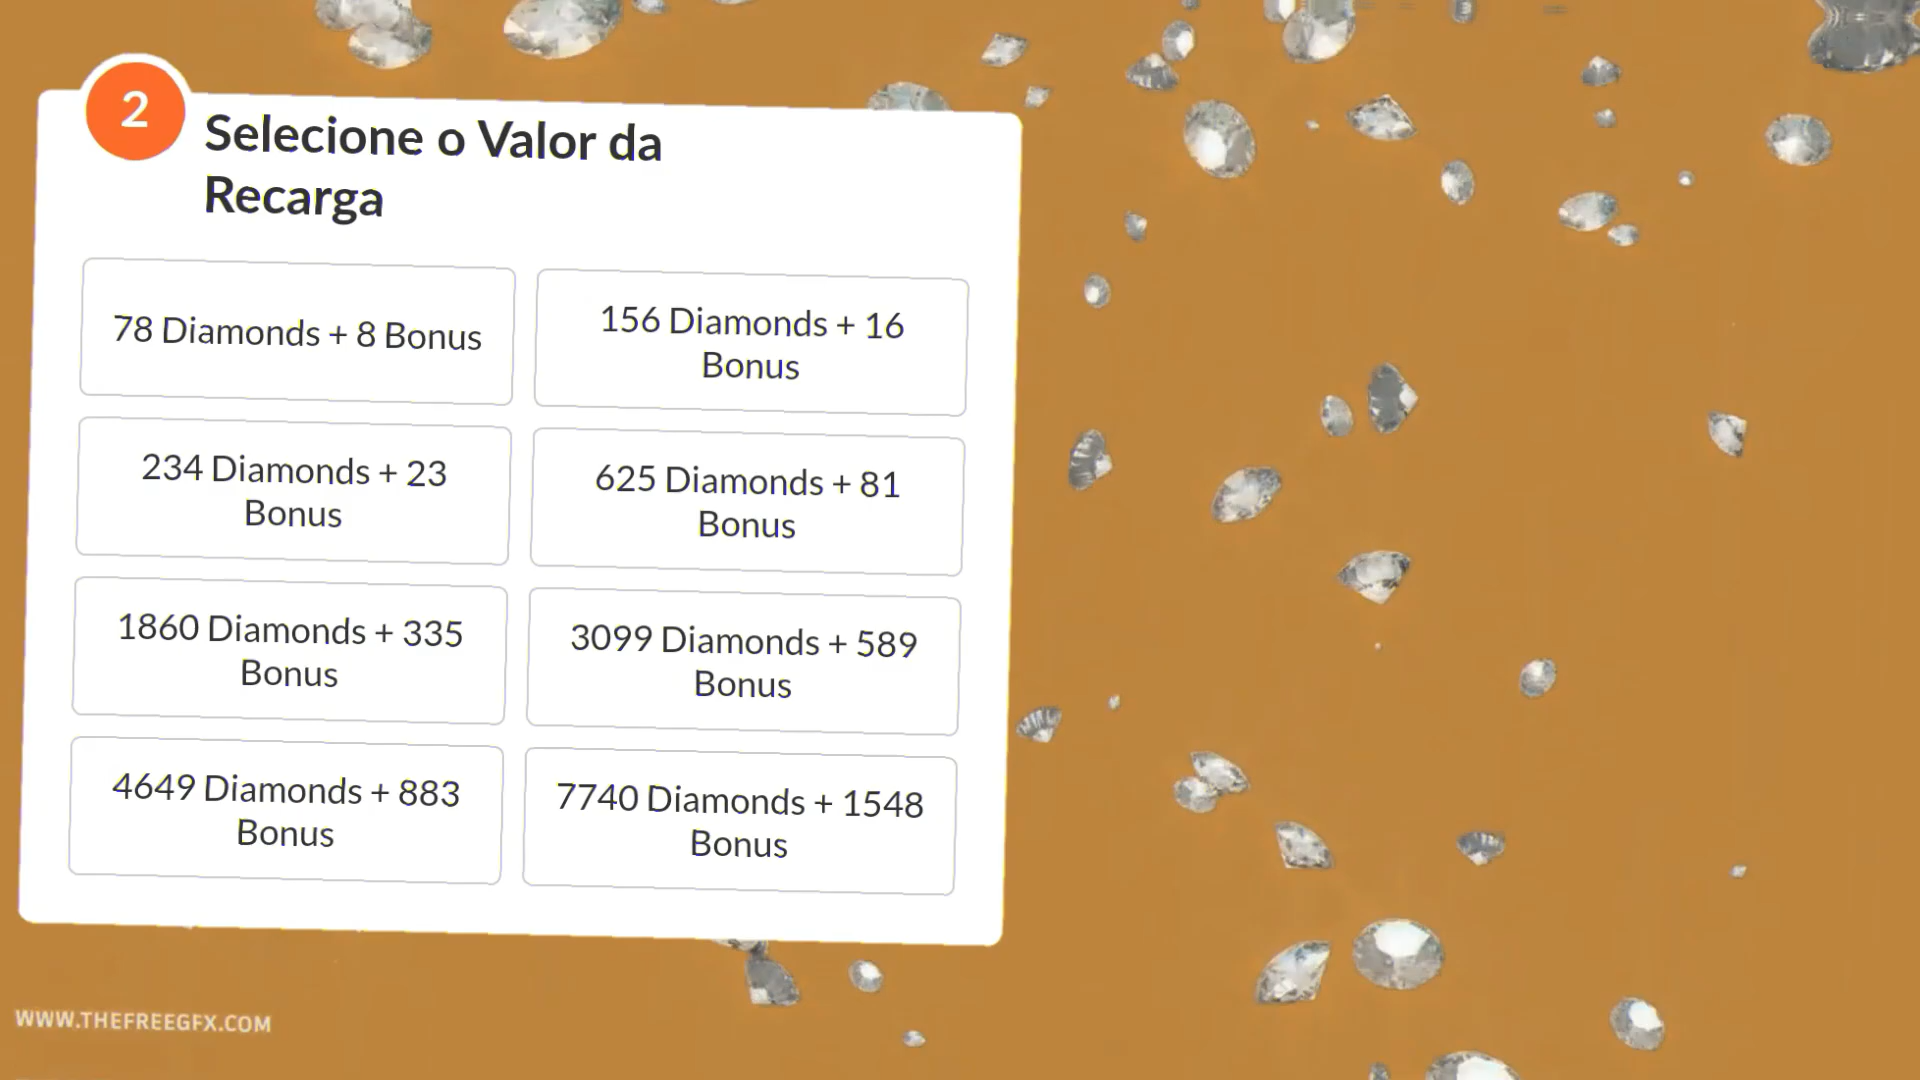 2
Selecione o Valor da
Recarga
78 Diamonds + 8 Bonus
156 Diamonds + 16
Bonus
234 Diamonds + 23
Bonus
625 Diamonds + 81
Bonus
1860 Diamonds + 335
Bonus
3099 Diamonds + 589
Bonus
4649 Diamonds + 883
Bonus
7740 Diamonds + 1548
Bonus
WWW.THEFREEGFX.COM